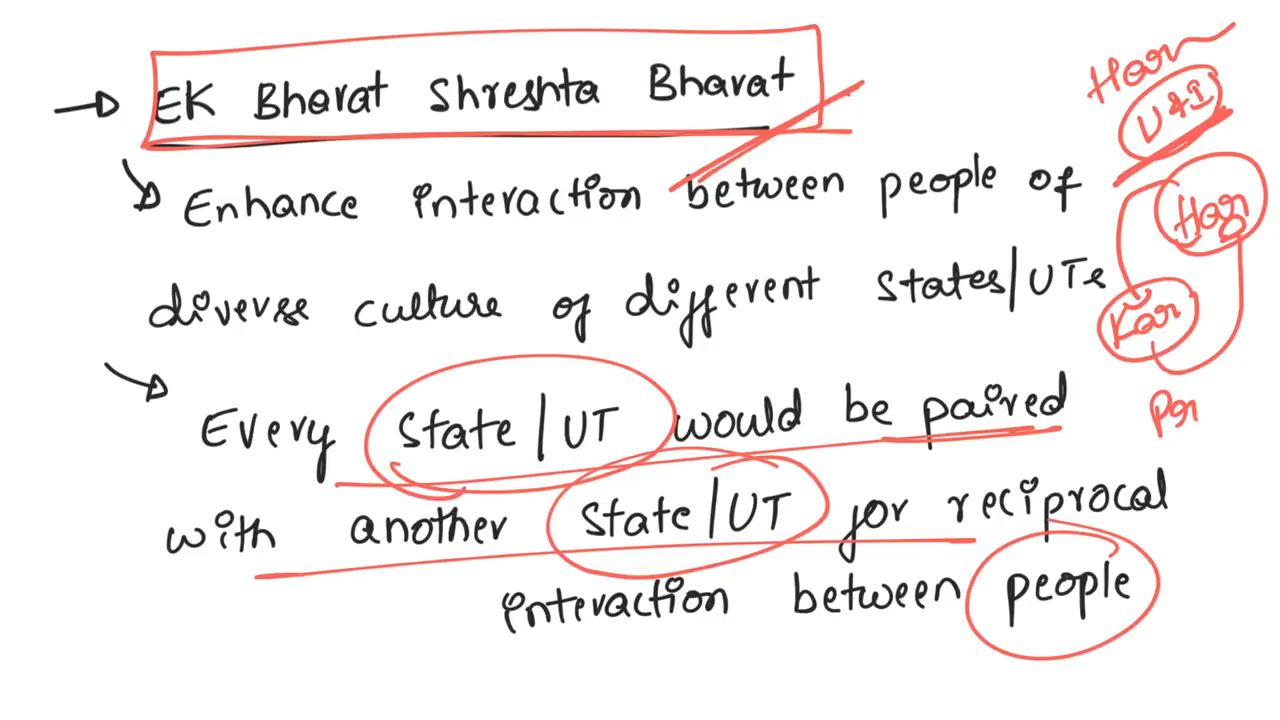 EK Bharat Shreshta Bharat
Enhance interaction between people of
diverse culture of different states/UTs
Every state/UT would be paired
with another state/UT for reciprocal
interaction between people
Har
U & I
Har
Kar
Par